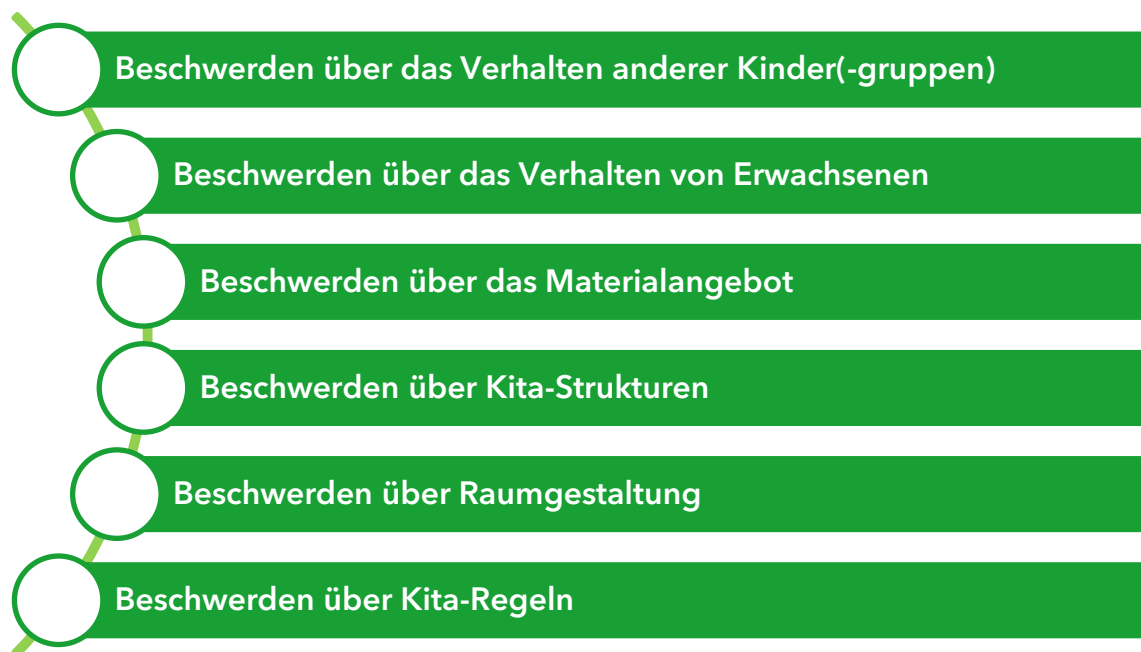 Beschwerden über das Verhalten anderer Kinder(-gruppen)
Beschwerden über das Verhalten von Erwachsenen
Beschwerden über das Materialangebot
Beschwerden über Kita-Strukturen
Beschwerden über Raumgestaltung
Beschwerden über Kita-Regeln